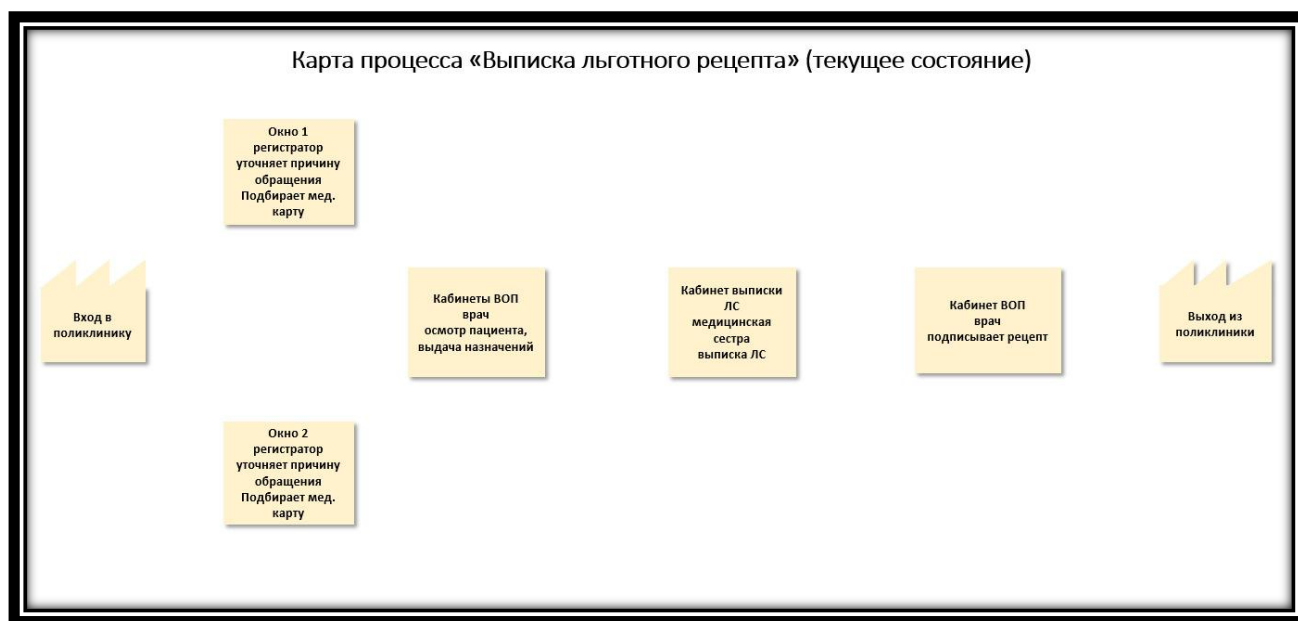 Карта процесса «Выписка льготного рецепта» (текущее состояние)
Окно 1
регистратор
уточняет причину
обращения
Подбирает мед.
карту
Вход в
поликлинику
Кабинеты ВОП
врач
осмотр пациента,
выдача назначений
Кабинет выписки
ЛС
медицинская
сестра
выписка ЛС
Кабинет ВОП
врач
подписывает рецепт
Выход из
поликлиники
Окно 2
регистратор
уточняет причину
обращения
Подбирает мед.
карту